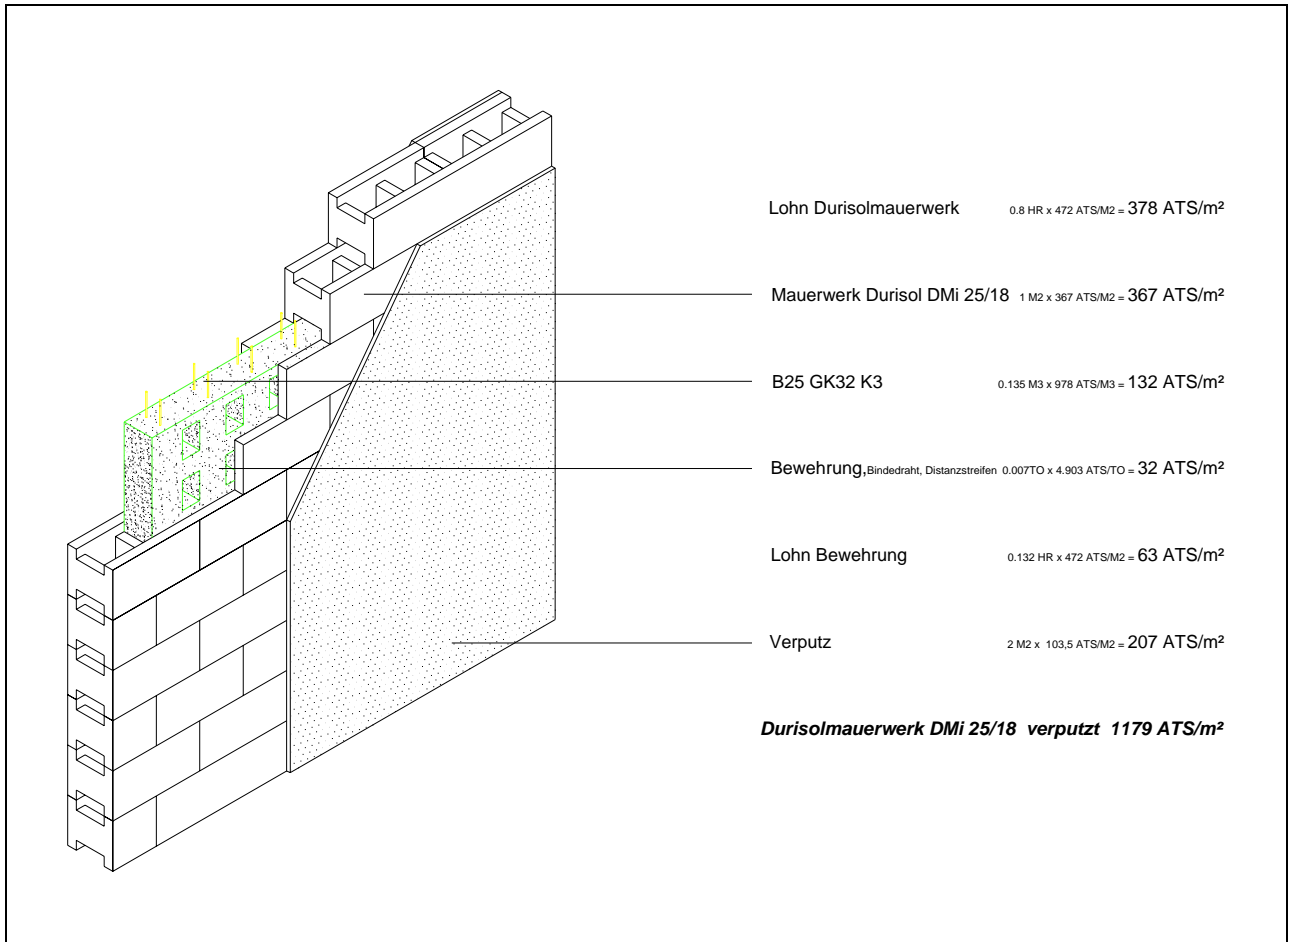 Lohn Durisolmauerwerk 0.8 HR x 472 ATS/M2 = 378 ATS/m²
Mauerwerk Durisol DMi 25/18 1 M2 x 367 ATS/M2 = 367 ATS/m²
B25 GK32 K3 0.135 M3 x 978 ATS/M3 = 132 ATS/m²
Bewehrung,Bindedraht, Distanzstreifen 0.007TO x 4.903 ATS/TO = 32 ATS/m²
Lohn Bewehrung 0.132 HR x 472 ATS/M2 = 63 ATS/m²
Verputz 2 M2 x 103,5 ATS/M2 = 207 ATS/m²
Durisolmauerwerk DMi 25/18 verputzt 1179 ATS/m²